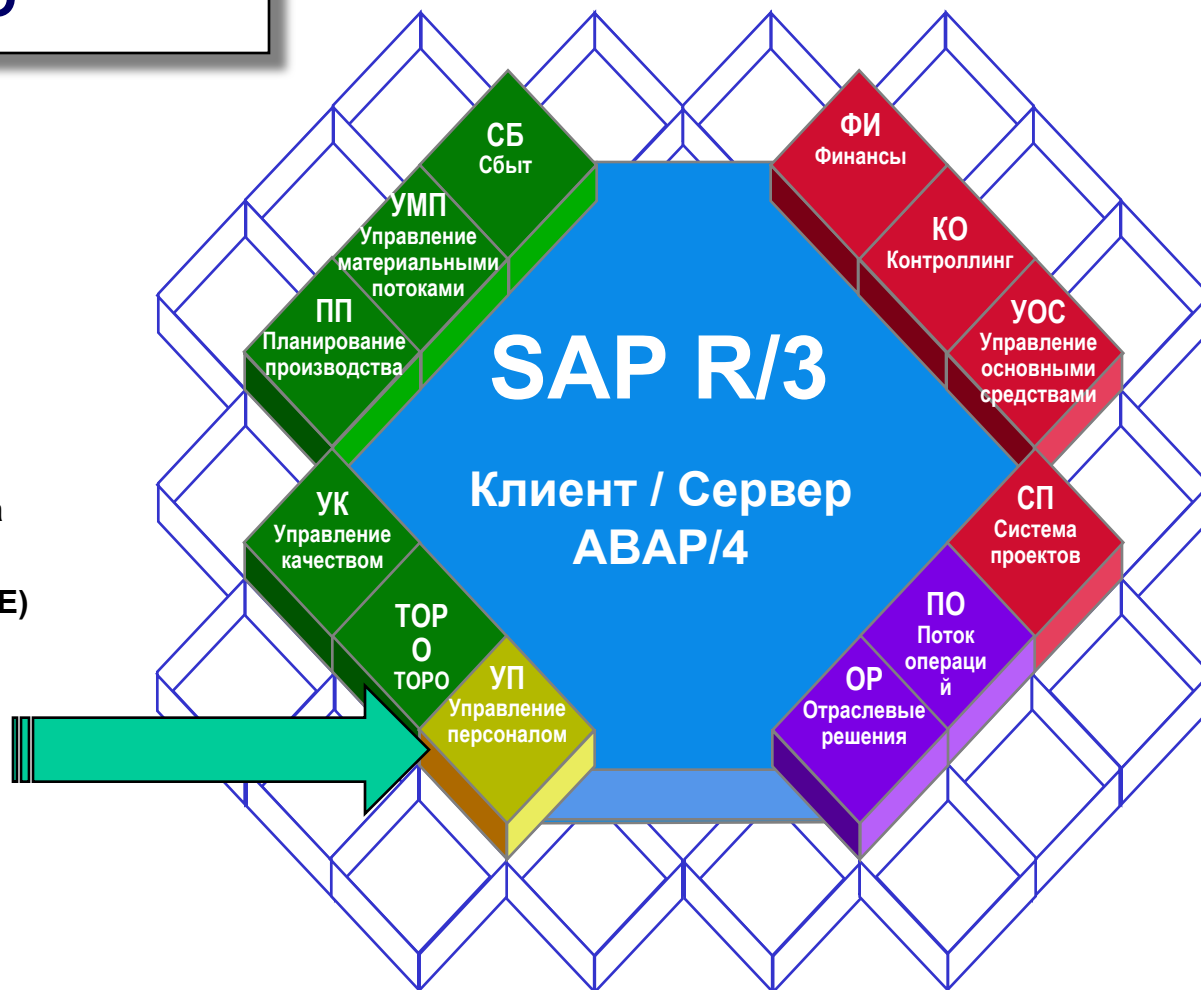 СБ
Сбыт
УМП
Управление
материальными
потоками
ПП
Планирование
производства
ФИ
Финансы
КО
Контроллинг
УОС
Управление
основными
средствами
SAP R/3
Клиент / Сервер
ABAP/4
а
E)
УК
Управление
качеством
ТОР
О
ТОРО
УП
Управление
персоналом
СП
Система
проектов
ПО
Поток
операци
й
ОР
Отраслевые
решения